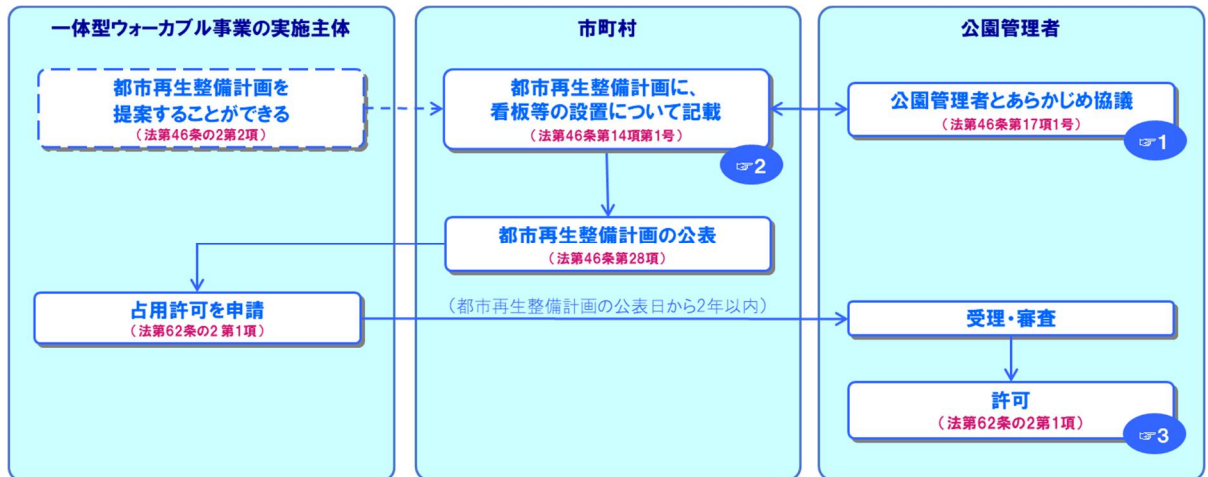 一体型ウォーカブル事業の実施主体
市町村
公園管理者
都市再生整備計画を
提案することができる
（法第46条の2第2項）
都市再生整備計画に、
看板等の設置について記載
（法第46条第14項第1号）
☞2
公園管理者とあらかじめ協議
（法第46条第17項1号）
☞1
都市再生整備計画の公表
（法第46条第28項）
占用許可を申請
（法第62条の2 第1項）
（都市再生整備計画の公表日から2年以内）
受理・審査
許可
（法第62条の2第1項）
☞3